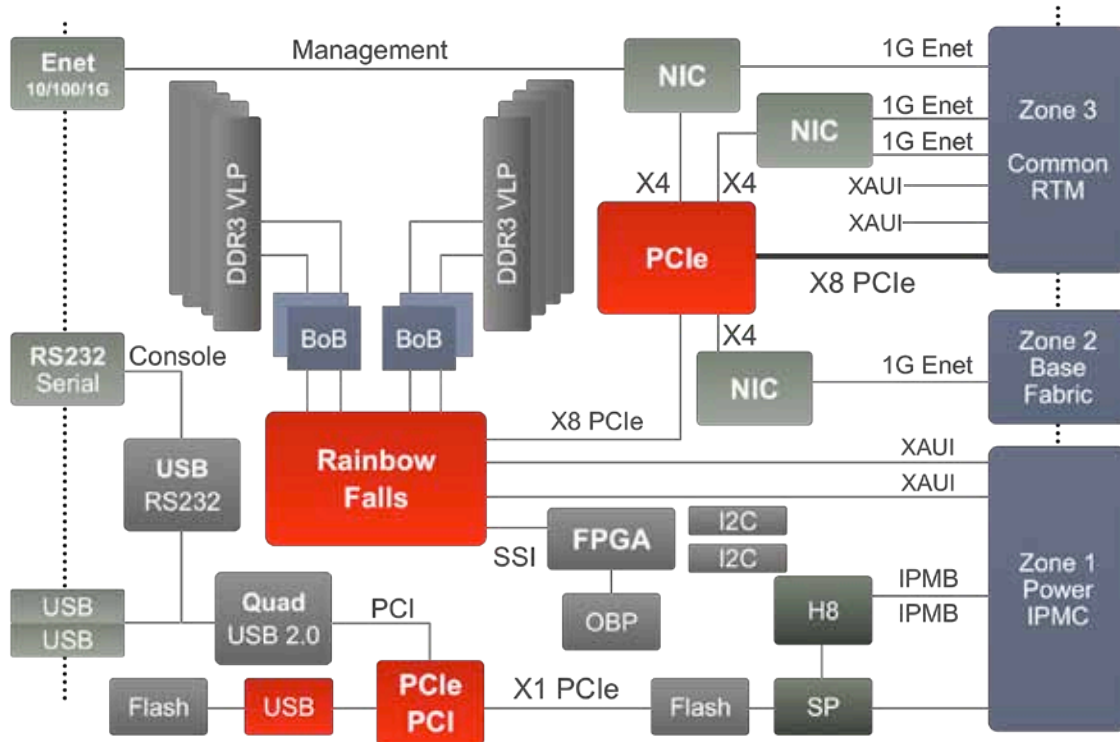 Enet
10/100/1G
Management
NIC
1G Enet
Zone 3
Common
RTM
NIC
1G Enet
1G Enet
XAUI
XAUI
DDR3 VLP
DDR3 VLP
X4
X4
PCIe
X8 PCIe
BoB
BoB
X4
RS232
Serial
Console
NIC
1G Enet
Zone 2
Base
Fabric
X8 PCIe
Rainbow
Falls
XAUI
XAUI
USB
RS232
SSI
FPGA
I2C
I2C
Zone 1
Power
IPMC
USB
USB
Quad
USB 2.0
PCI
OBP
H8
IPMB
IPMB
Flash
USB
PCIe
PCI
X1 PCIe
Flash
SP